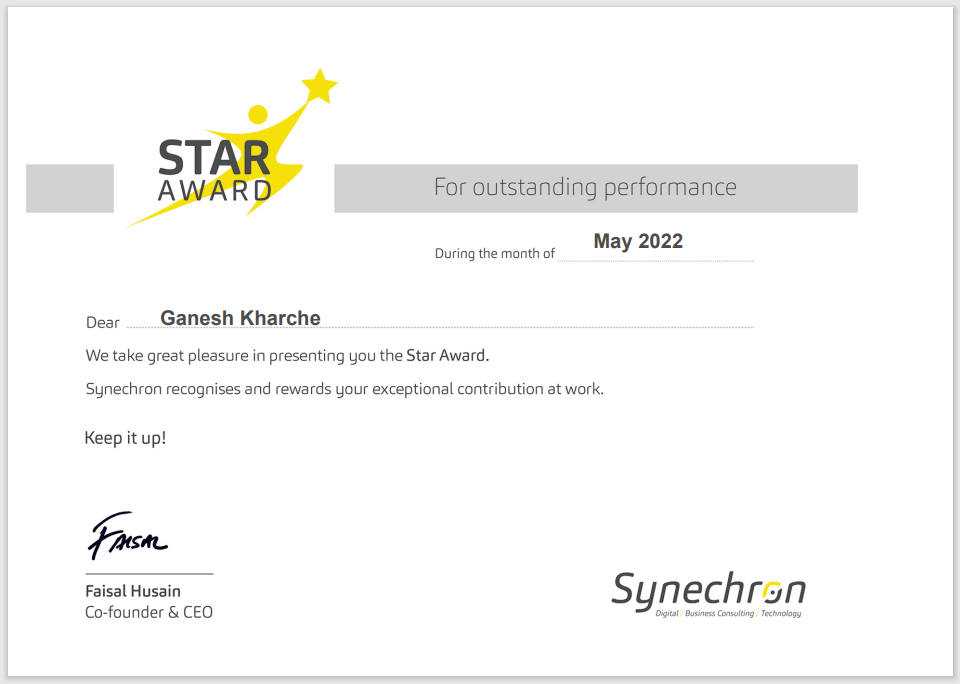 STAR
AWARD
For outstanding performance
During the month of May 2022
Dear Ganesh Kharche
We take great pleasure in presenting you the Star Award.
Synechron recognises and rewards your exceptional contribution at work.
Keep it up!
Faisal
Faisal Husain
Co-founder & CEO
Synechron
Digital / Business Consulting / Technology